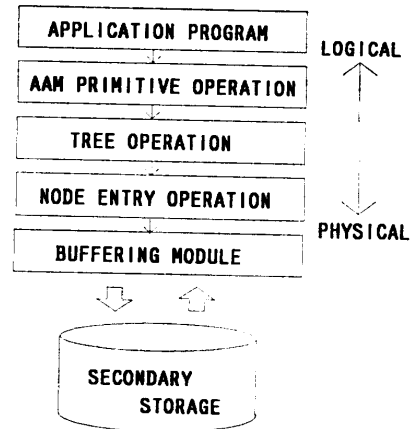 APPLICATION PROGRAM
LOGICAL
AAM PRIMITIVE OPERATION
TREE OPERATION
NODE ENTRY OPERATION
PHYSICAL
BUFFERING MODULE
SECONDARY
STORAGE